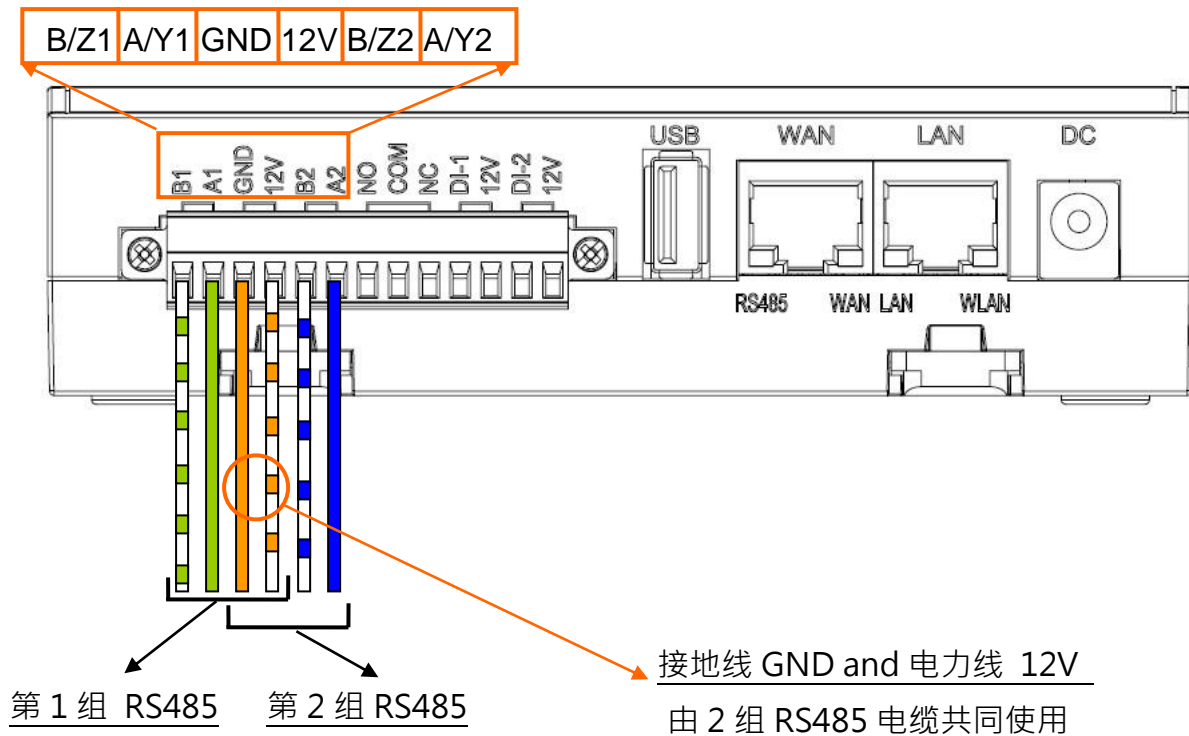 B/Z1 A/Y1 GND 12V B/Z2 A/Y2
USB WAN LAN DC
B1 A1 GND 12V B2 A2 NO COM NC DI-1 12V DI-2 12V
RS485 WAN LAN WLAN
接地线 GND and 电力线 12V
第 1 组 RS485 第 2 组 RS485
由 2 组 RS485 电缆共同使用